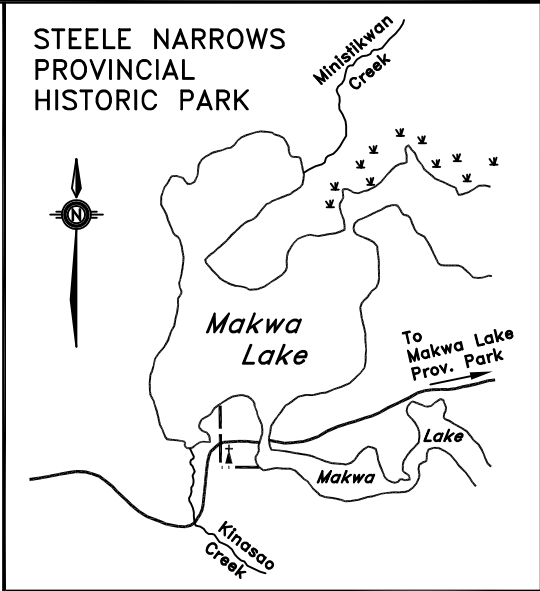 STEELE NARROWS
PROVINCIAL
HISTORIC PARK
Ministikwan
Creek
N
Makwa
Lake
To
Makwa Lake
Prov. Park
Lake
Makwa
Kinasao
Creek